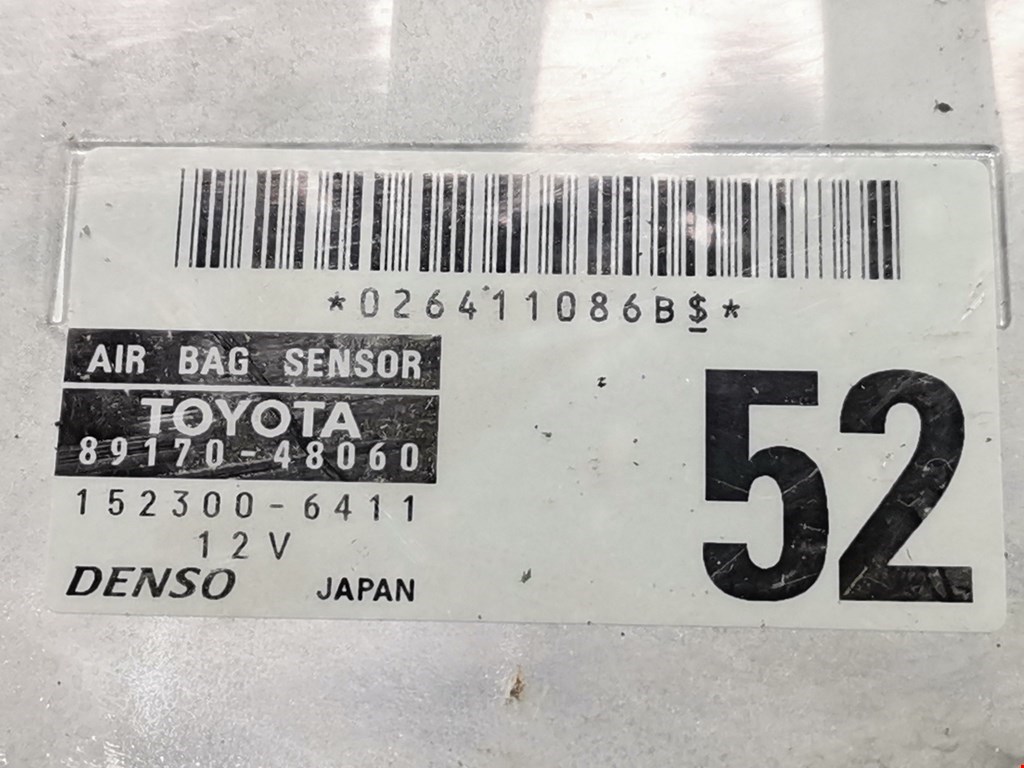 *026411086B$*
AIR BAG SENSOR
TOYOTA
89170-48060
152300-6411
12V
DENSO JAPAN
52